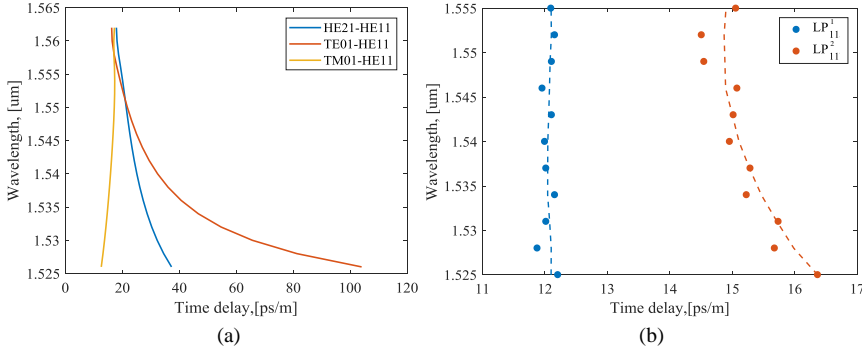 1.565
1.56
1.555
1.55
1.545
1.54
1.535
1.53
1.525
Wavelength, [um]
0 20 40 60 80 100 120
Time delay,[ps/m]
HE21-HE11
TE01-HE11
TM01-HE11
(a)
1.555
1.55
1.545
1.54
1.535
1.53
1.525
Wavelength, [um]
11 12 13 14 15 16 17
Time delay,[ps/m]
LP₁₁¹
LP₁₁²
(b)